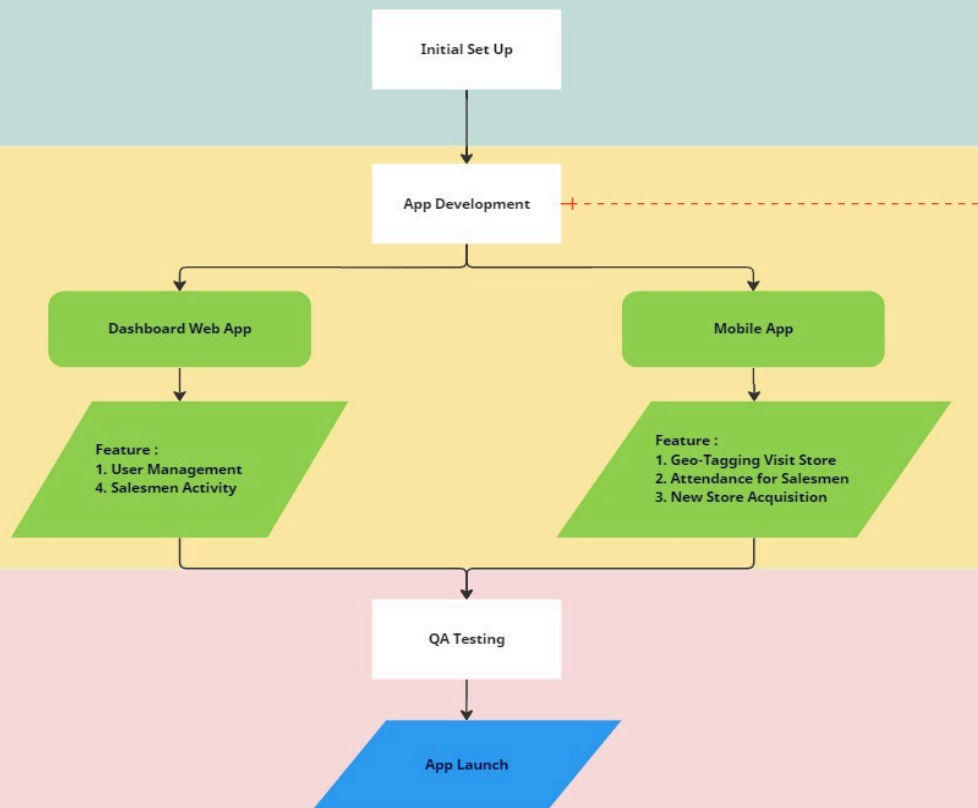 Initial Set Up
App Development
Dashboard Web App
Mobile App
Feature :
1. User Management
4. Salesmen Activity
Feature :
1. Geo-Tagging Visit Store
2. Attendance for Salesmen
3. New Store Acquisition
QA Testing
App Launch